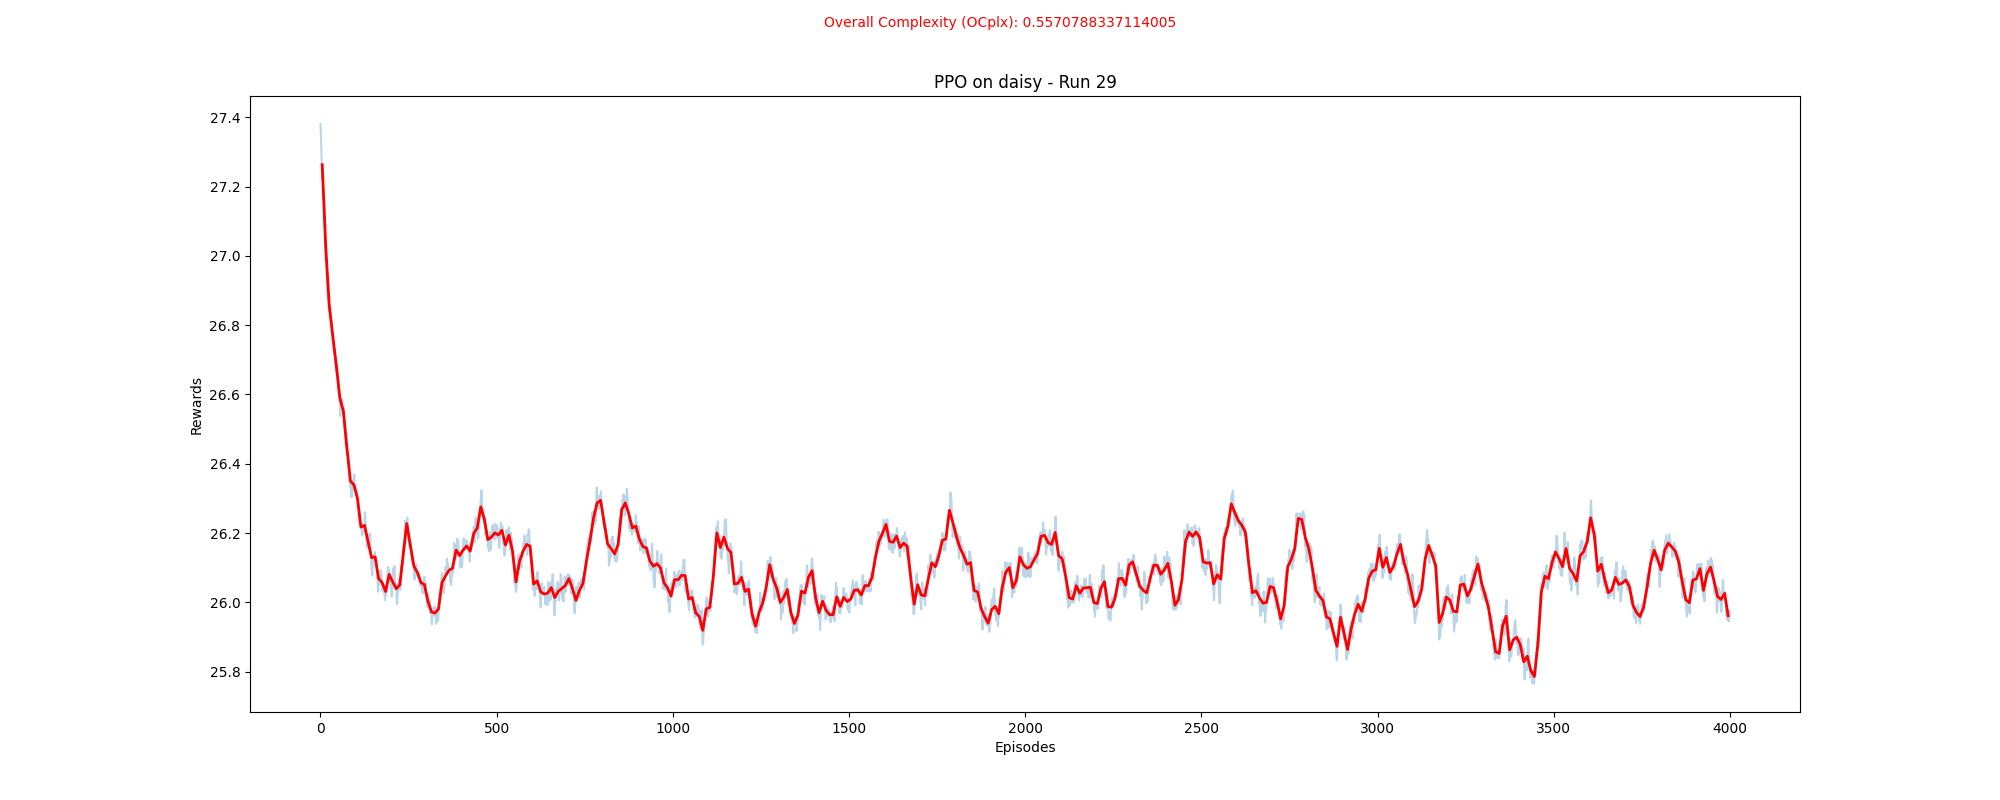 Overall Complexity (OCplx): 0.5570788337114005
PPO on daisy - Run 29
27.4
27.2
27.0
26.8
26.6
26.4
26.2
26.0
25.8
Rewards
0 500 1000 1500 2000 2500 3000 3500 4000
Episodes